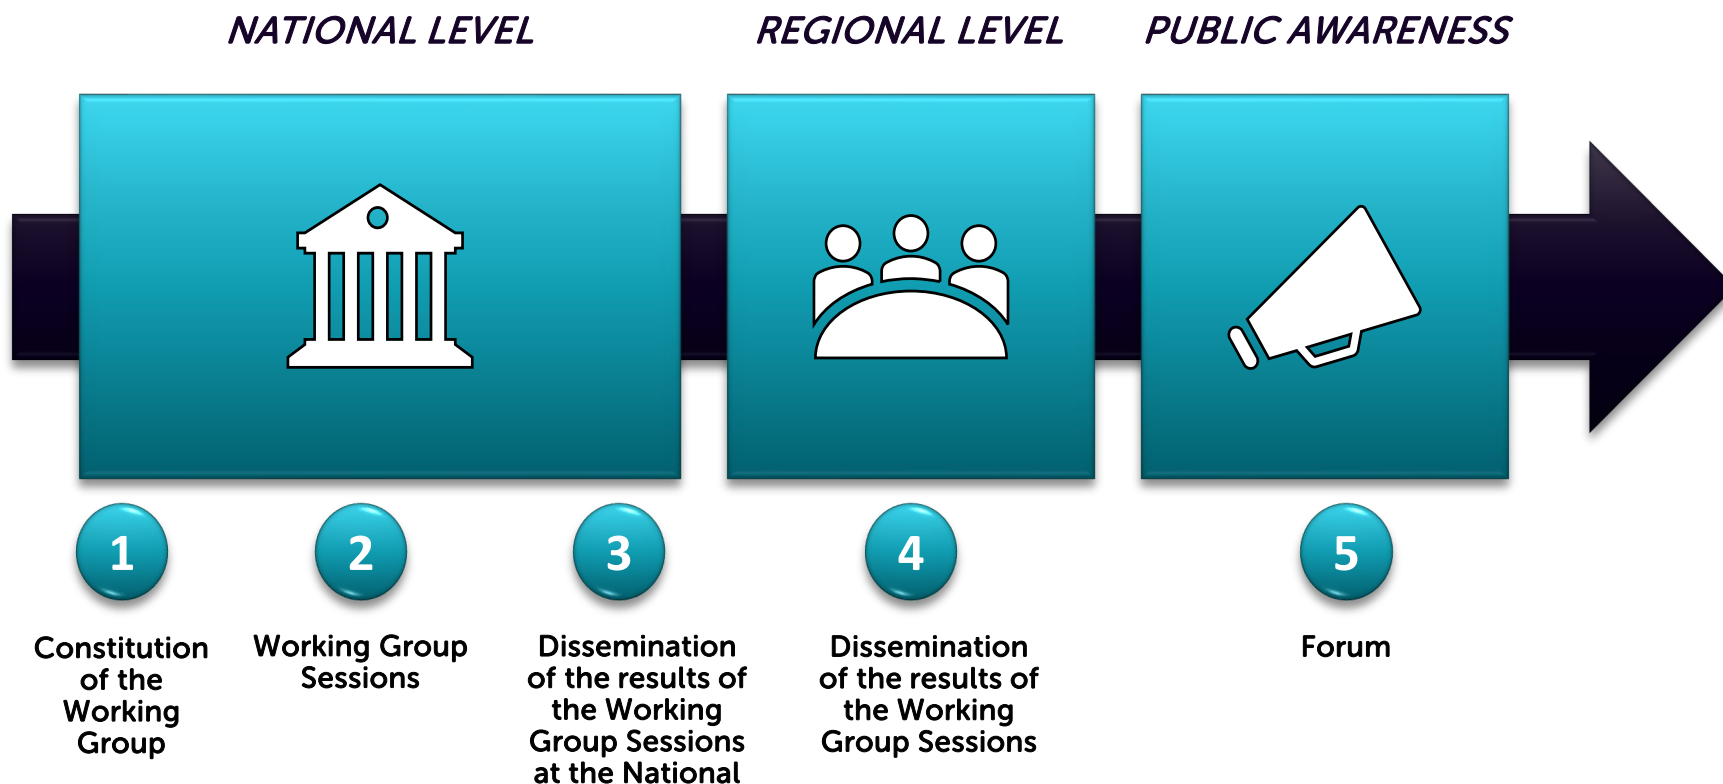 NATIONAL LEVEL
REGIONAL LEVEL
PUBLIC AWARENESS
1
Constitution
of the
Working
Group
2
Working Group
Sessions
3
Dissemination
of the results of
the Working
Group Sessions
at the National
4
Dissemination
of the results of
the Working
Group Sessions
5
Forum